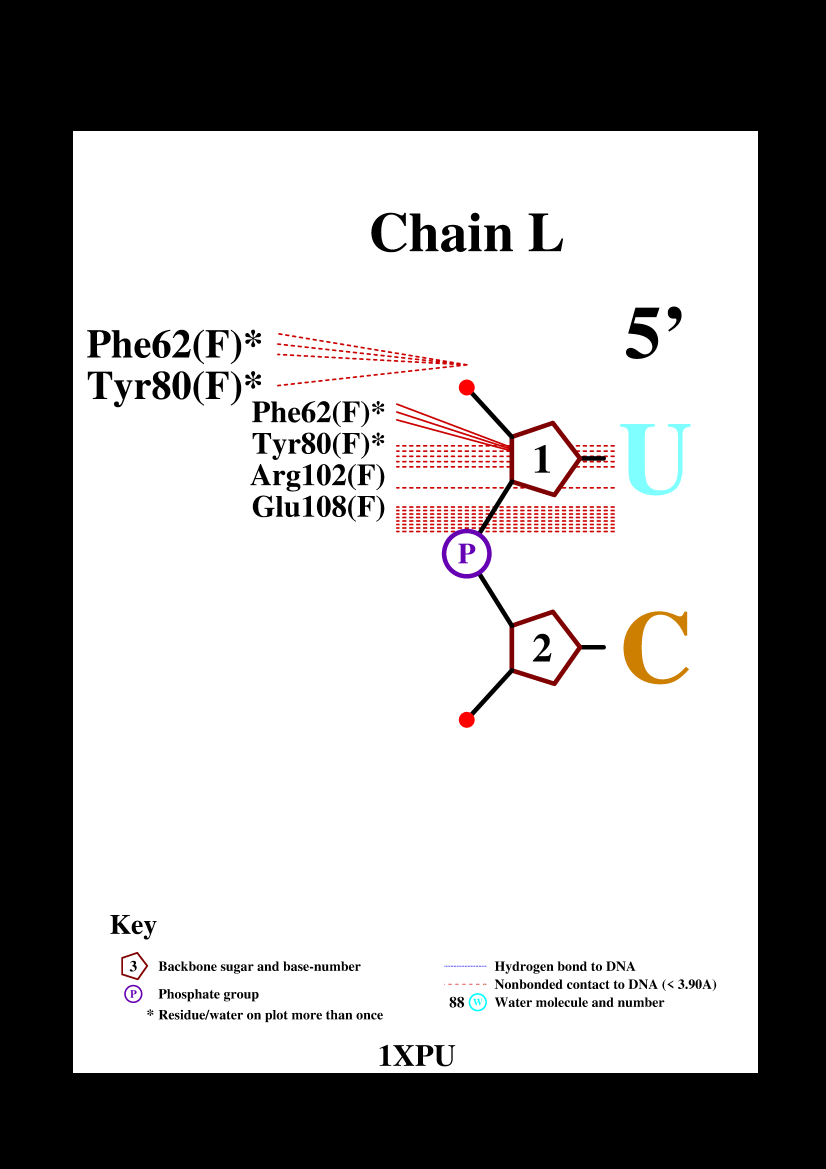 Chain L
5’
Phe62(F)*
Tyr80(F)*
Phe62(F)*
Tyr80(F)*
Arg102(F)
Glu108(F)
1
U
P
2
C
Key
3 Backbone sugar and base-number
P Phosphate group
* Residue/water on plot more than once
Hydrogen bond to DNA
Nonbonded contact to DNA (< 3.90A)
88 W Water molecule and number
1XPU